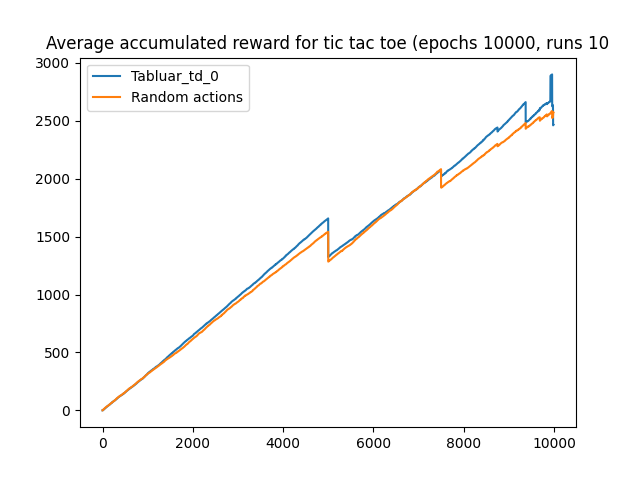 Average accumulated reward for tic tac toe (epochs 10000, runs 10
Tabluar_td_0
Random actions
3000
2500
2000
1500
1000
500
0
0 2000 4000 6000 8000 10000